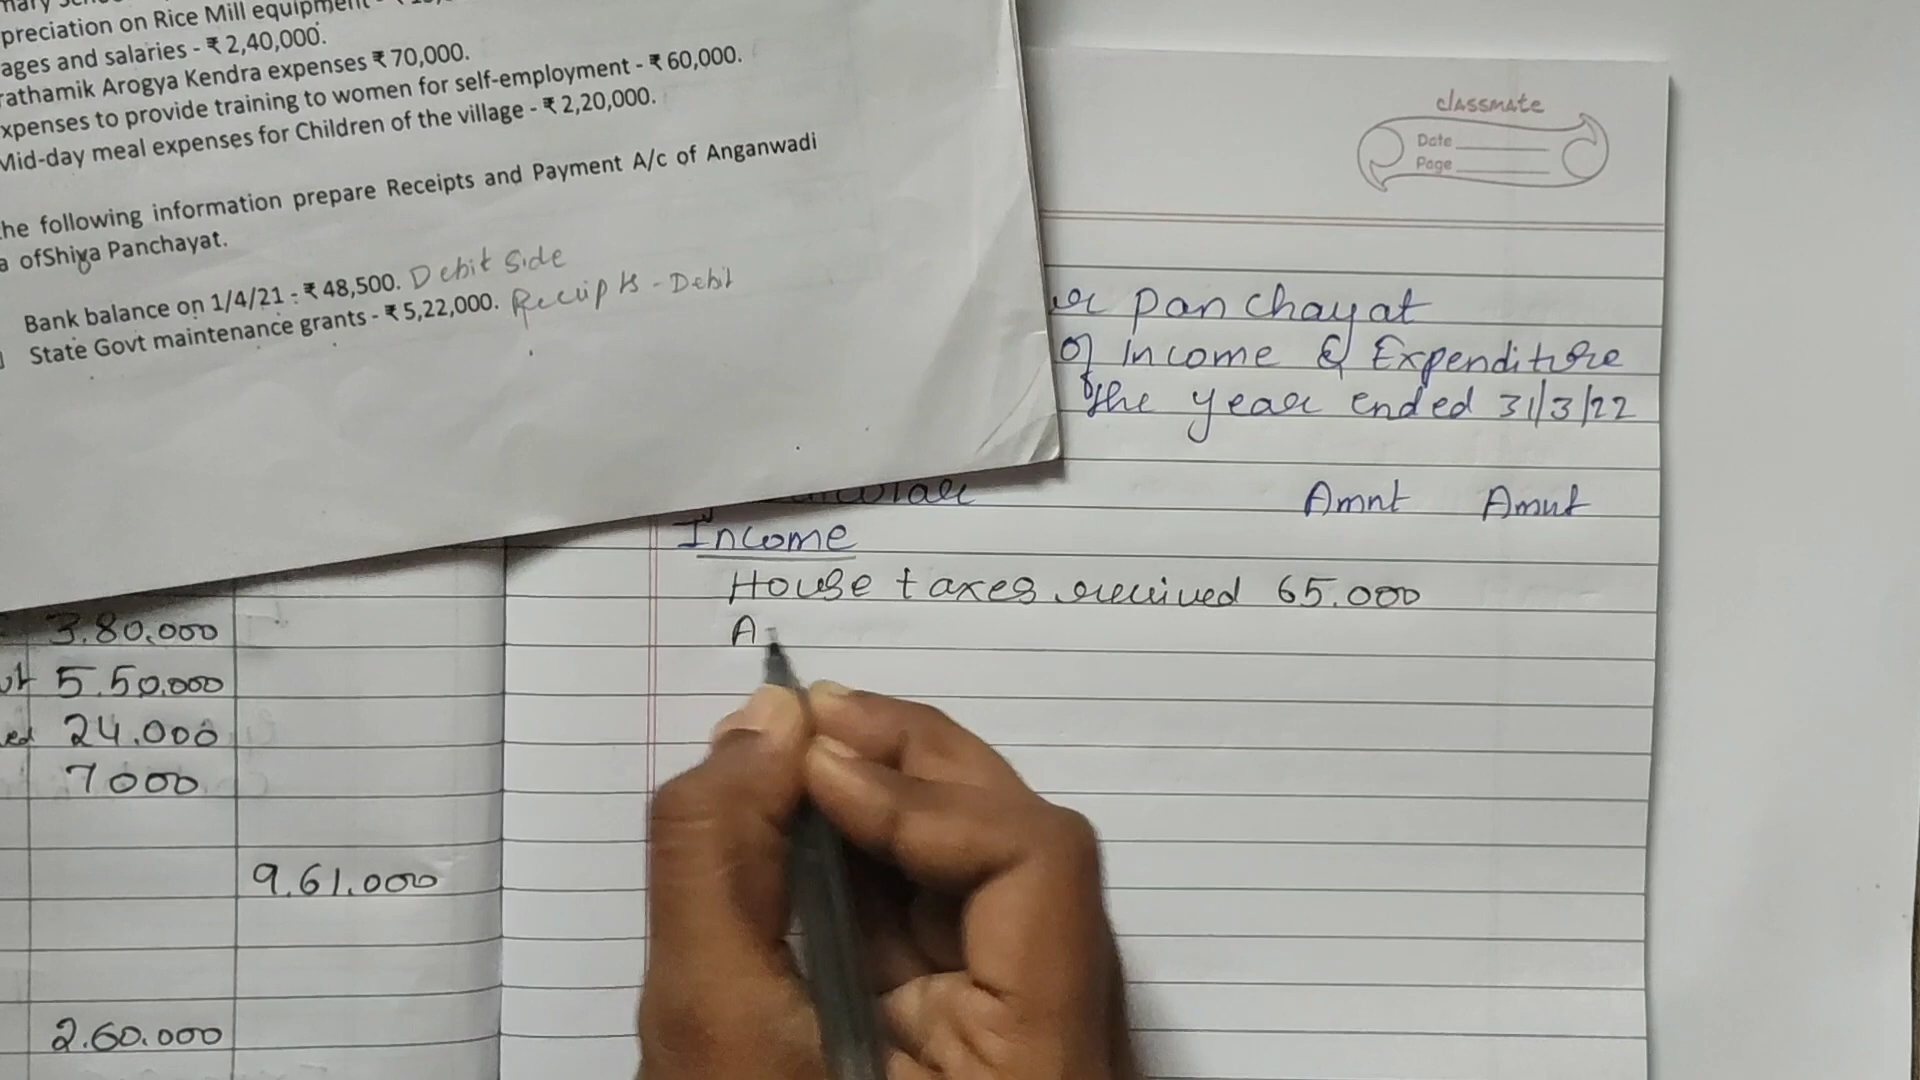 preciation on Rice Mill equipment - ₹
ages and salaries - ₹ 2,40,000.
rathamik Arogya Kendra expenses ₹ 70,000.
xpenses to provide training to women for self-employment - ₹ 60,000.
Mid-day meal expenses for Children of the village - ₹ 2,20,000.
he following information prepare Receipts and Payment A/c of Anganwadi
a ofShiva Panchayat.
Bank balance on 1/4/21 - ₹ 48,500. Debit side
State Govt maintenance grants - ₹ 5,22,000. Receipts - Debit
classmate
Date
Page
Panchayat
of Income & Expenditure
the year ended 31/3/22
Amnt Amnt
Income
House taxes received 65.000
A
3.80.000
5.50.000
ed 24.000
7000
9.61.000
2.60.000